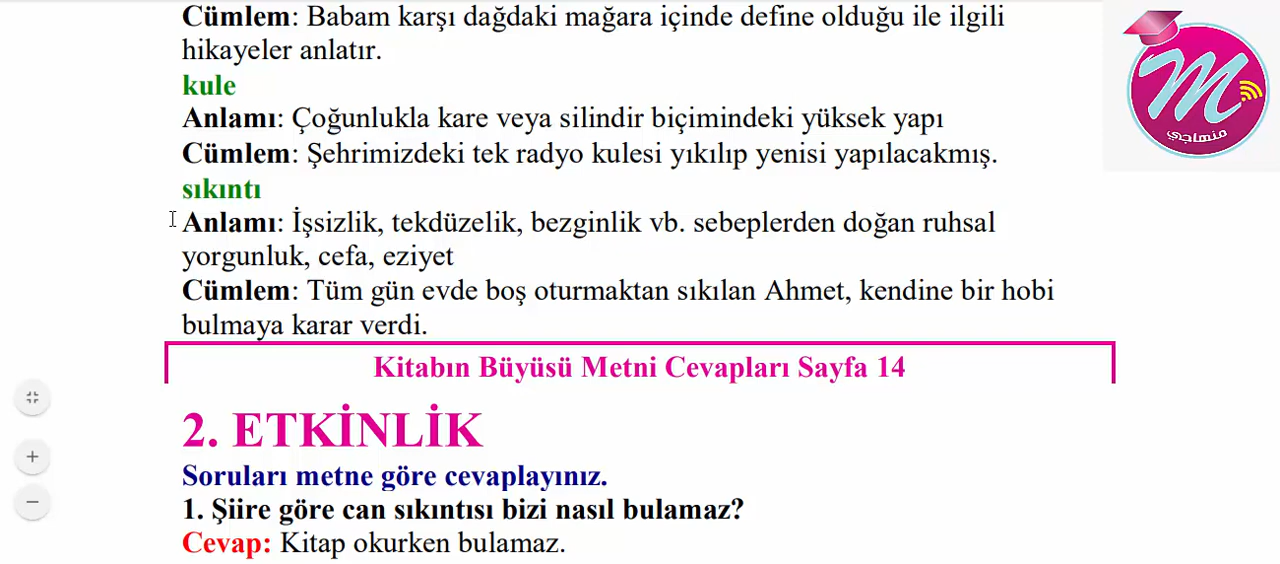 Cümlem: Babam karşı dağdaki mağara içinde define olduğu ile ilgili
hikayeler anlatır.
kule
Anlamı: Çoğunlukla kare veya silindir biçimindeki yüksek yapı
Cümlem: Şehrimizdeki tek radyo kulesi yıkılıp yenisi yapılacakmış.
sıkıntı
Anlamı: İşsizlik, tekdüzelik, bezginlik vb. sebeplerden doğan ruhsal
yorgunluk, cefa, eziyet
Cümlem: Tüm gün evde boş oturmaktan sıkılan Ahmet, kendine bir hobi
bulmaya karar verdi.
Kitabın Büyüsü Metni Cevapları Sayfa 14
2. ETKİNLİK
Soruları metne göre cevaplayınız.
1. Şiire göre can sıkıntısı bizi nasıl bulamaz?
Cevap: Kitap okurken bulamaz.
M
منهاجي